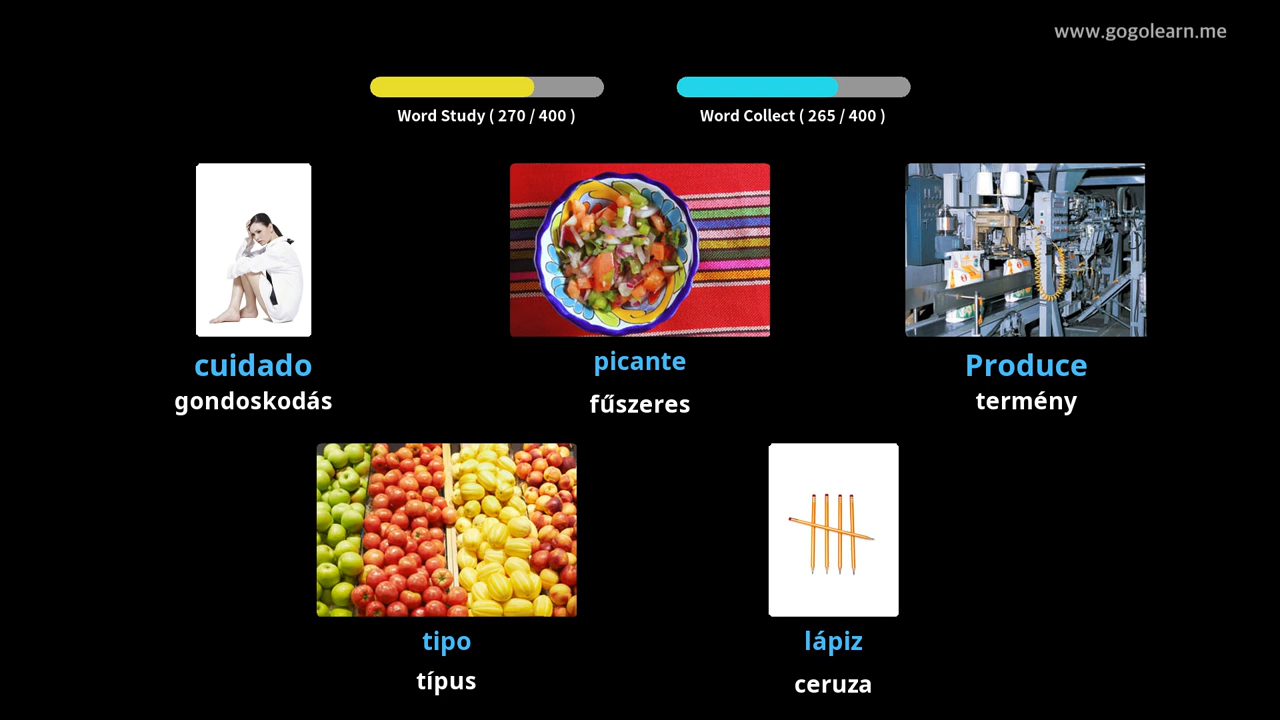 www.gogolearn.me
Word Study ( 270 / 400 )
Word Collect ( 265 / 400 )
cuidado
gondoskodás
picante
fűszeres
Produce
termény
tipo
típus
lápiz
ceruza